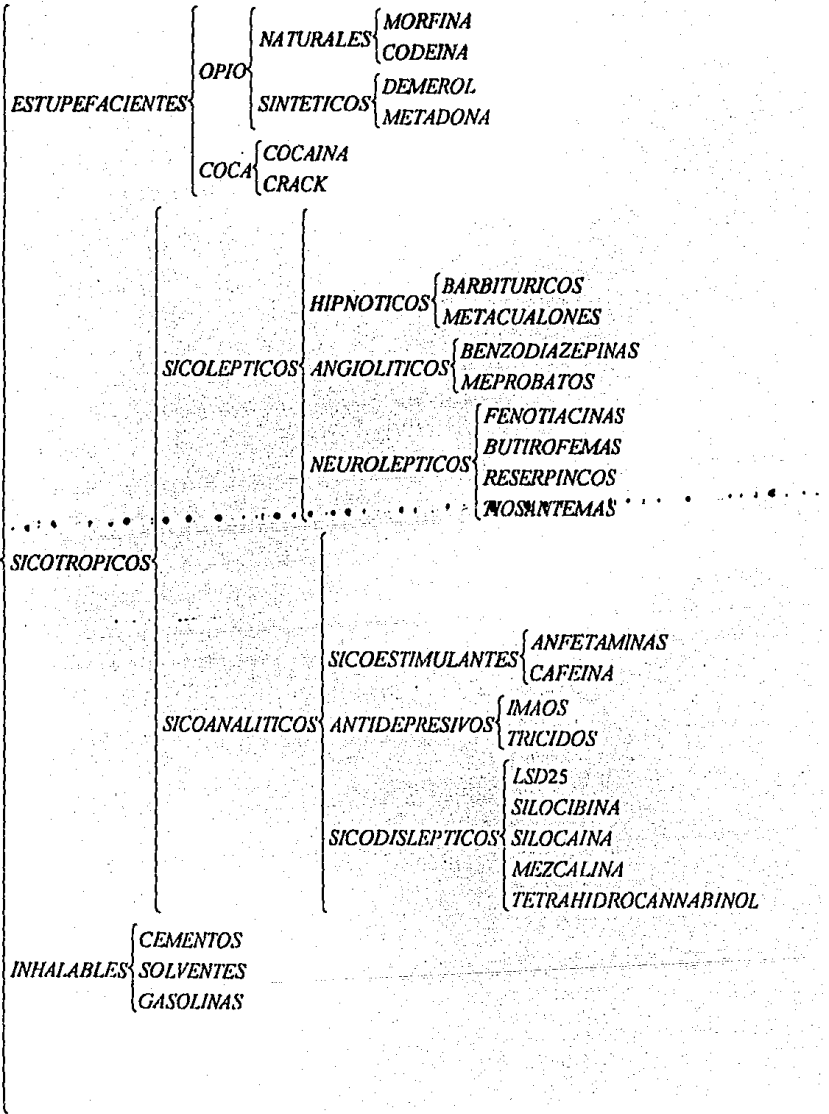 MORFINA
NATURALES
CODEINA
OPIO
DEMEROL
ESTUPEFACIENTES
SINTETICOS
METADONA
COCAINA
COCA
CRACK
BARBITURICOS
HIPNOTICOS
METACUALONES
BENZODIAZEPINAS
SICOLEPTICOS
ANGIOLITICOS
MEPROBATOS
FENOTIACINAS
BUTIROFEMAS
NEUROLEPTICOS
RESERPINCOS
SICOTROPICOS
ANFETAMINAS
SICOESTIMULANTES
CAFEINA
IMAOS
SICOANALITICOS
ANTIDEPRESIVOS
TRICIDOS
LSD25
SILOCIBINA
SICODISLEPTICOS
SILOCAINA
MEZCALINA
TETRAHIDROCANNABINOL
CEMENTOS
INHALABLES
SOLVENTES
GASOLINAS